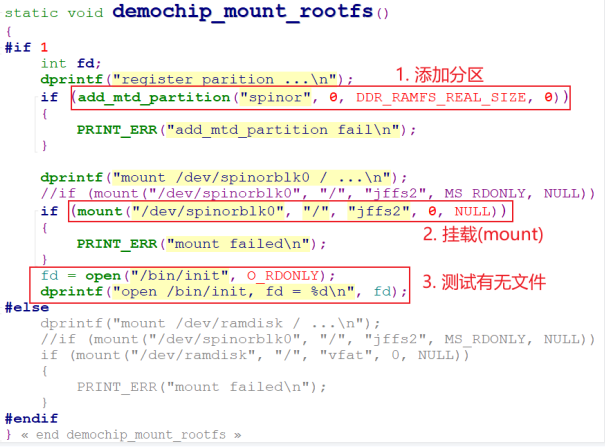 static void demochip_mount_rootfs()
{
#if 1
    int fd;
    dprintf("register parition ...\n");
1. 添加分区
    if (add_mtd_partition("spinor", 0, DDR_RAMFS_REAL_SIZE, 0))
    {
        PRINT_ERR("add_mtd_partition fail\n");
    }
    dprintf("mount /dev/spinorblk0 / ...\n");
    //if (mount("/dev/spinorblk0", "/", "jffs2", MS_RDONLY, NULL))
    if (mount("/dev/spinorblk0", "/", "jffs2", 0, NULL))
    {
2. 挂载(mount)
        PRINT_ERR("mount failed\n");
    }
    fd = open("/bin/init", O_RDONLY);
    dprintf("open /bin/init, fd = %d\n", fd);
3. 测试有无文件
#else
    dprintf("mount /dev/ramdisk / ...\n");
    //if (mount("/dev/spinorblk0", "/", "jffs2", MS_RDONLY, NULL))
    if (mount("/dev/ramdisk", "/", "vfat", 0, NULL))
    {
        PRINT_ERR("mount failed\n");
    }
#endif
} « end demochip_mount_rootfs »